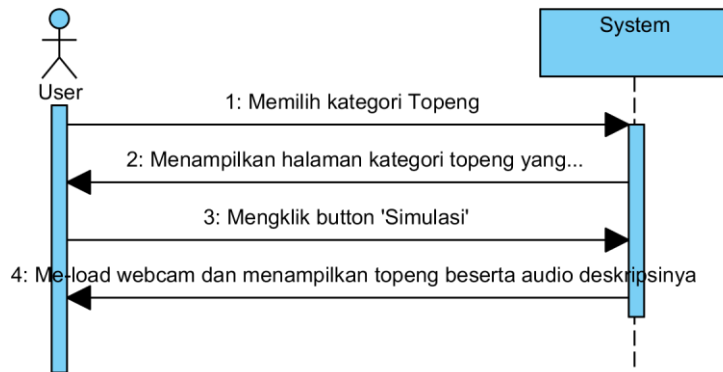 System
User
1: Memilih kategori Topeng
2: Menampilkan halaman kategori topeng yang...
3: Mengklik button 'Simulasi'
4: Me-load webcam dan menampilkan topeng beserta audio deskripsinya